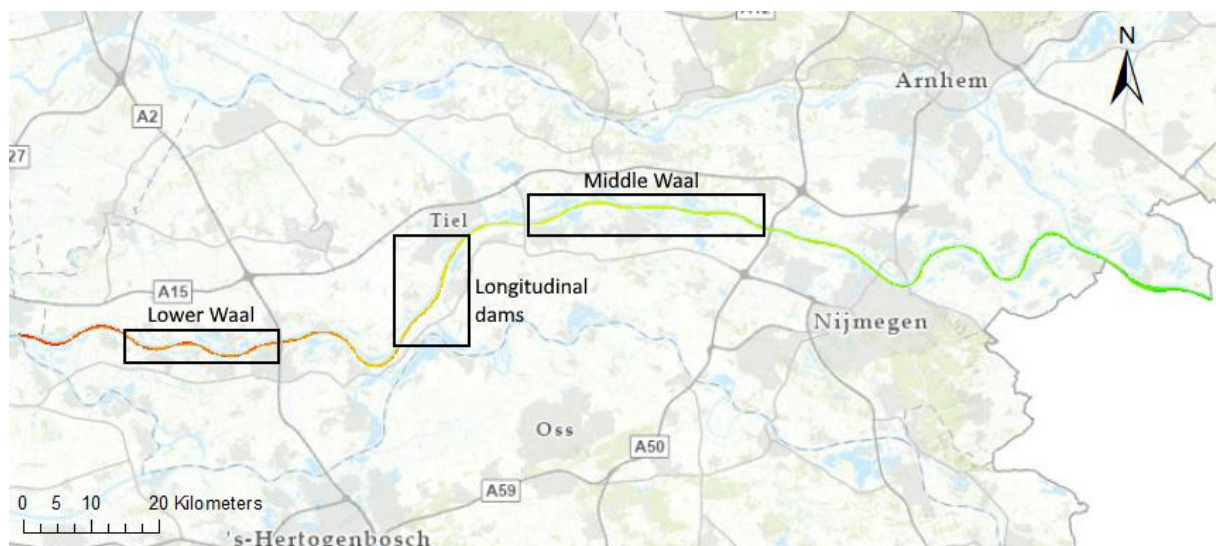 A12
N
Arnhem
A2
27
Middle Waal
Tiel
Longitudinal
dams
A15
Lower Waal
Nijmegen
Oss
A50
0 5 10 20 Kilometers
A59
's-Hertogenbosch